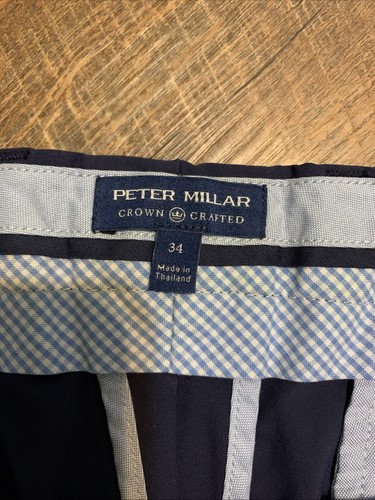 PETER MILLAR
CROWN CRAFTED
34
Made in
Thailand